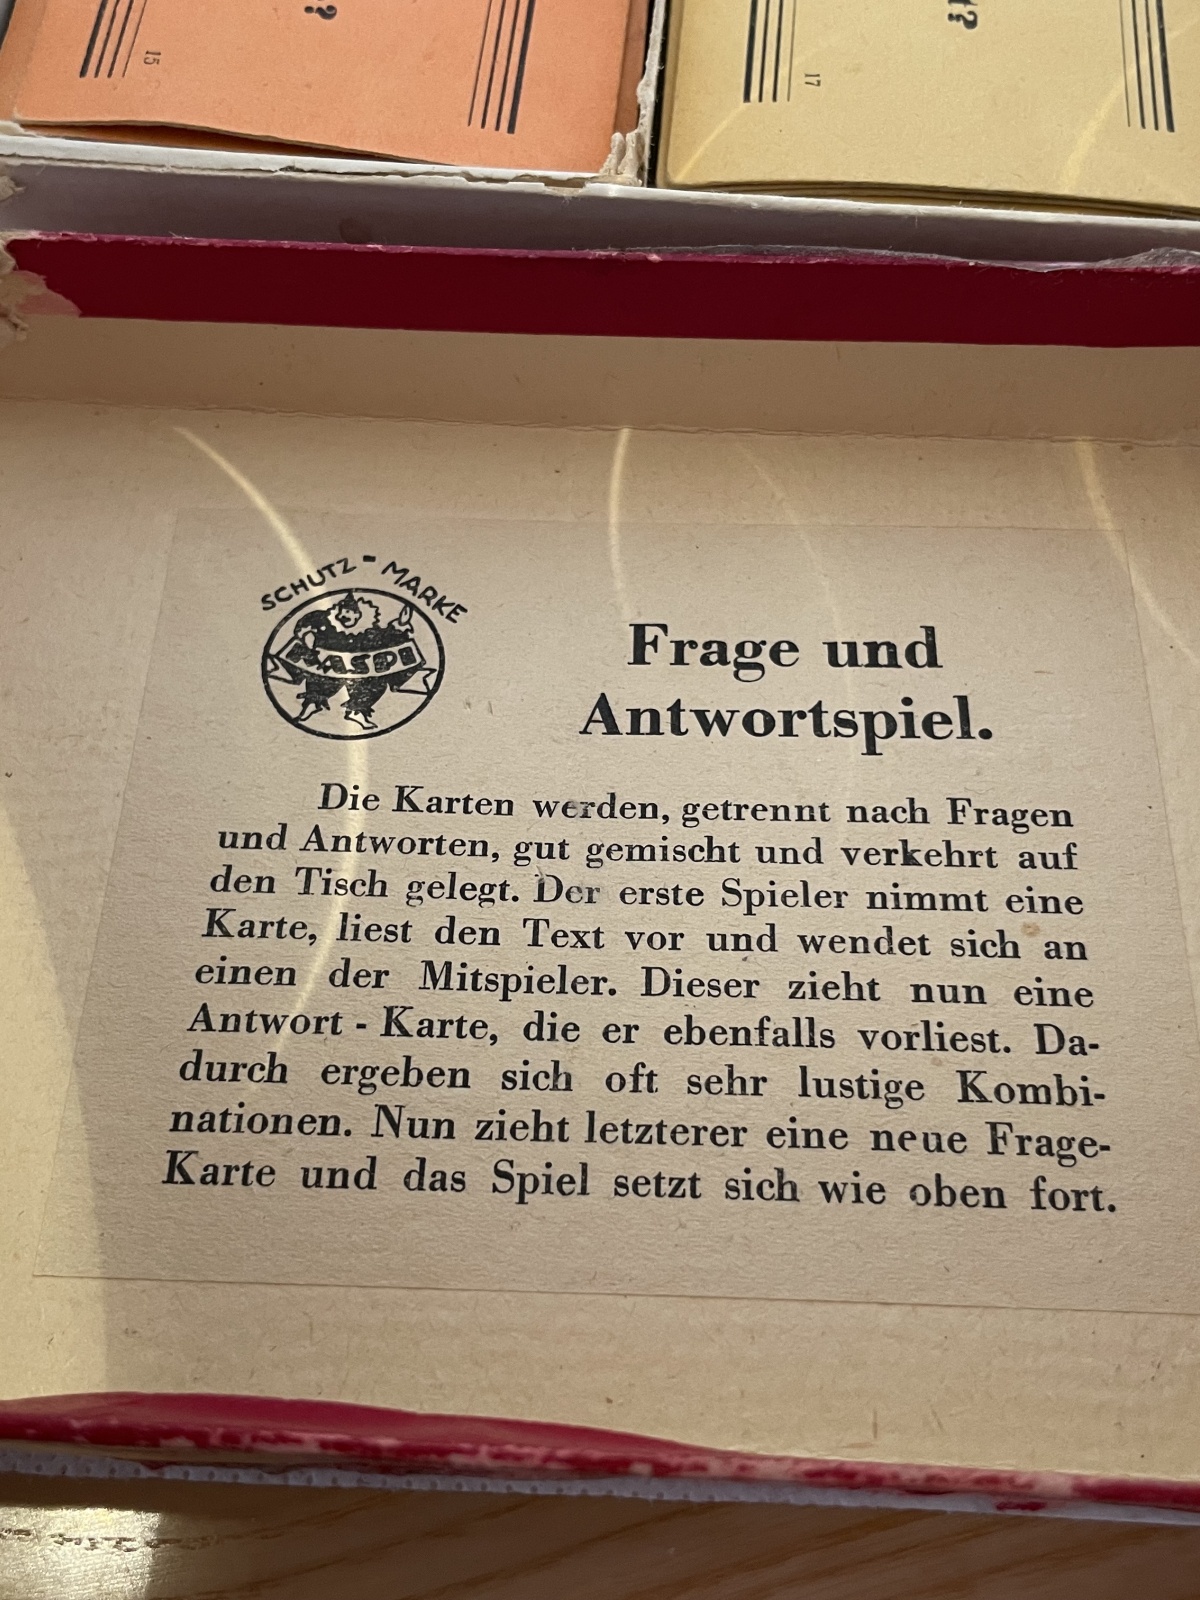 15
17
SCHUTZ - MARKE
Frage und
Antwortspiel.
Die Karten werden, getrennt nach Fragen
und Antworten, gut gemischt und verkehrt auf
den Tisch gelegt. Der erste Spieler nimmt eine
Karte, liest den Text vor und wendet sich an
einen der Mitspieler. Dieser zieht nun eine
Antwort - Karte, die er ebenfalls vorliest. Da-
durch ergeben sich oft sehr lustige Kombi-
nationen. Nun zieht letzterer eine neue Frage-
Karte und das Spiel setzt sich wie oben fort.